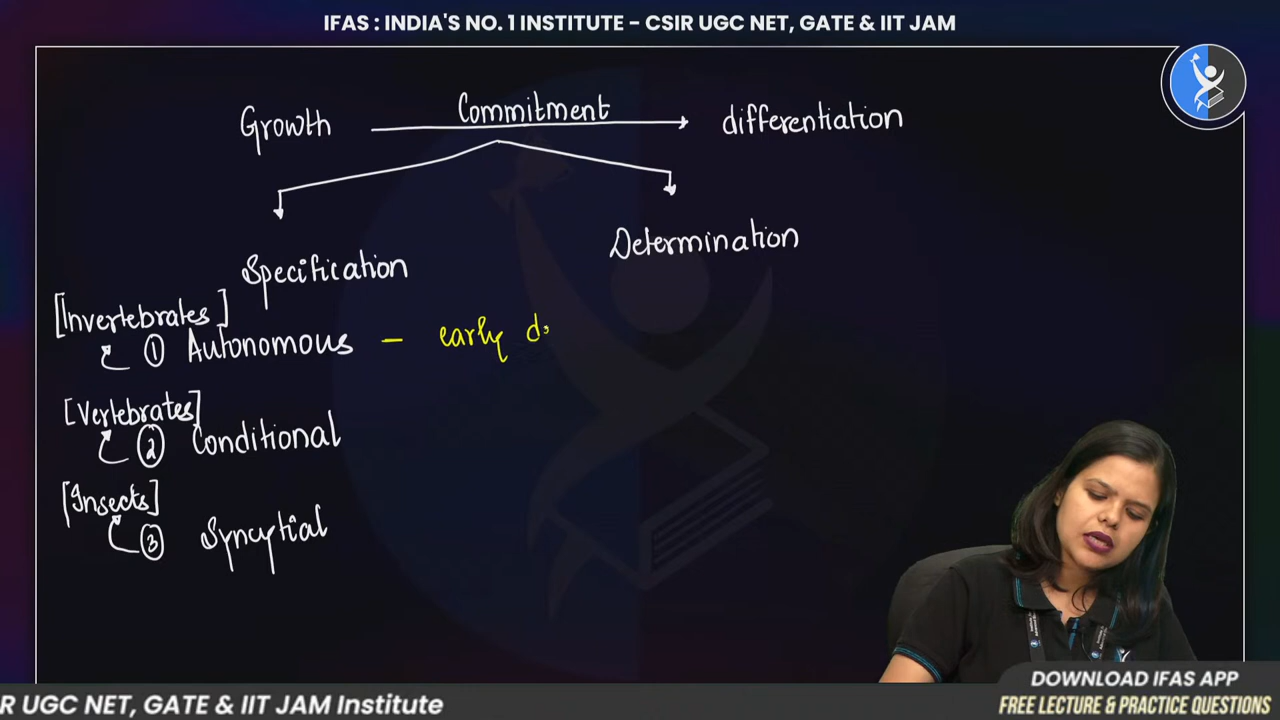 IFAS : INDIA'S NO. 1 INSTITUTE - CSIR UGC NET, GATE & IIT JAM
Growth Commitment differentiation
Specification Determination
[Invertebrates]
① Autonomous - early
[Vertebrates]
② Conditional
[Insects]
③ Syncytial
DOWNLOAD IFAS APP
R UGC NET, GATE & IIT JAM Institute FREE LECTURE & PRACTICE QUESTIONS